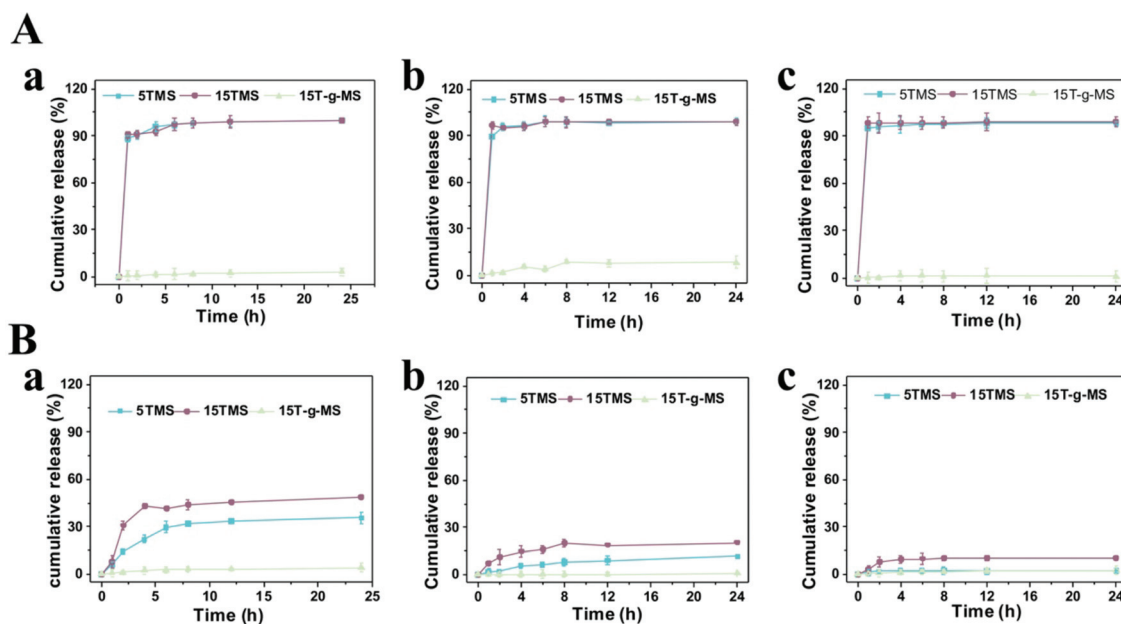 A
a
b
c
5TMS 15TMS 15T-g-MS
5TMS 15TMS 15T-g-MS
5TMS 15TMS 15T-g-MS
Cumulative release (%)
120
90
60
30
0
0 5 10 15 20 25
Time (h)
Cumulative release (%)
120
90
60
30
0
0 4 8 12 16 20 24
Time (h)
Cumulative release (%)
120
90
60
30
0
0 4 8 12 16 20 24
Time (h)
B
a
b
c
5TMS 15TMS 15T-g-MS
5TMS 15TMS 15T-g-MS
5TMS 15TMS 15T-g-MS
cumulative release (%)
120
90
60
30
0
0 5 10 15 20 25
Time (h)
cumulative release (%)
120
90
60
30
0
0 4 8 12 16 20 24
Time (h)
Cumulative release (%)
120
90
60
30
0
0 4 8 12 16 20 24
Time (h)